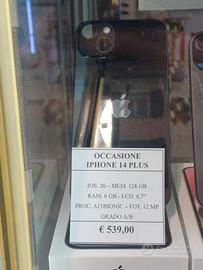 OCCASIONE
IPHONE 14 PLUS
IOS. 26 – MEM. 128 GB
RAM. 6 GB - LCD. 6,7"
PROC. A15BIONIC – FOT. 12 MP
GRADO A/B
€ 539,00
subito